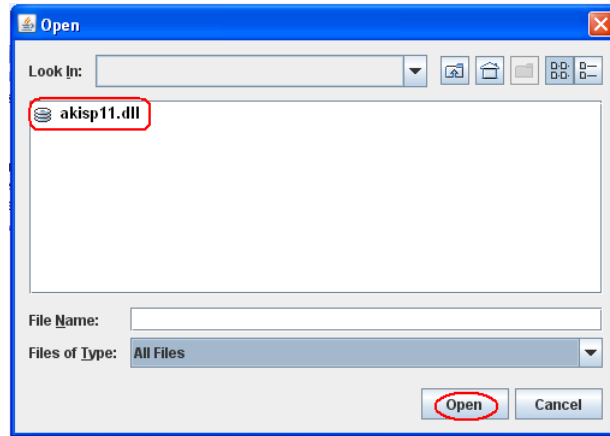 Open
Look In:
akisp11.dll
File Name:
Files of Type: All Files
Open Cancel